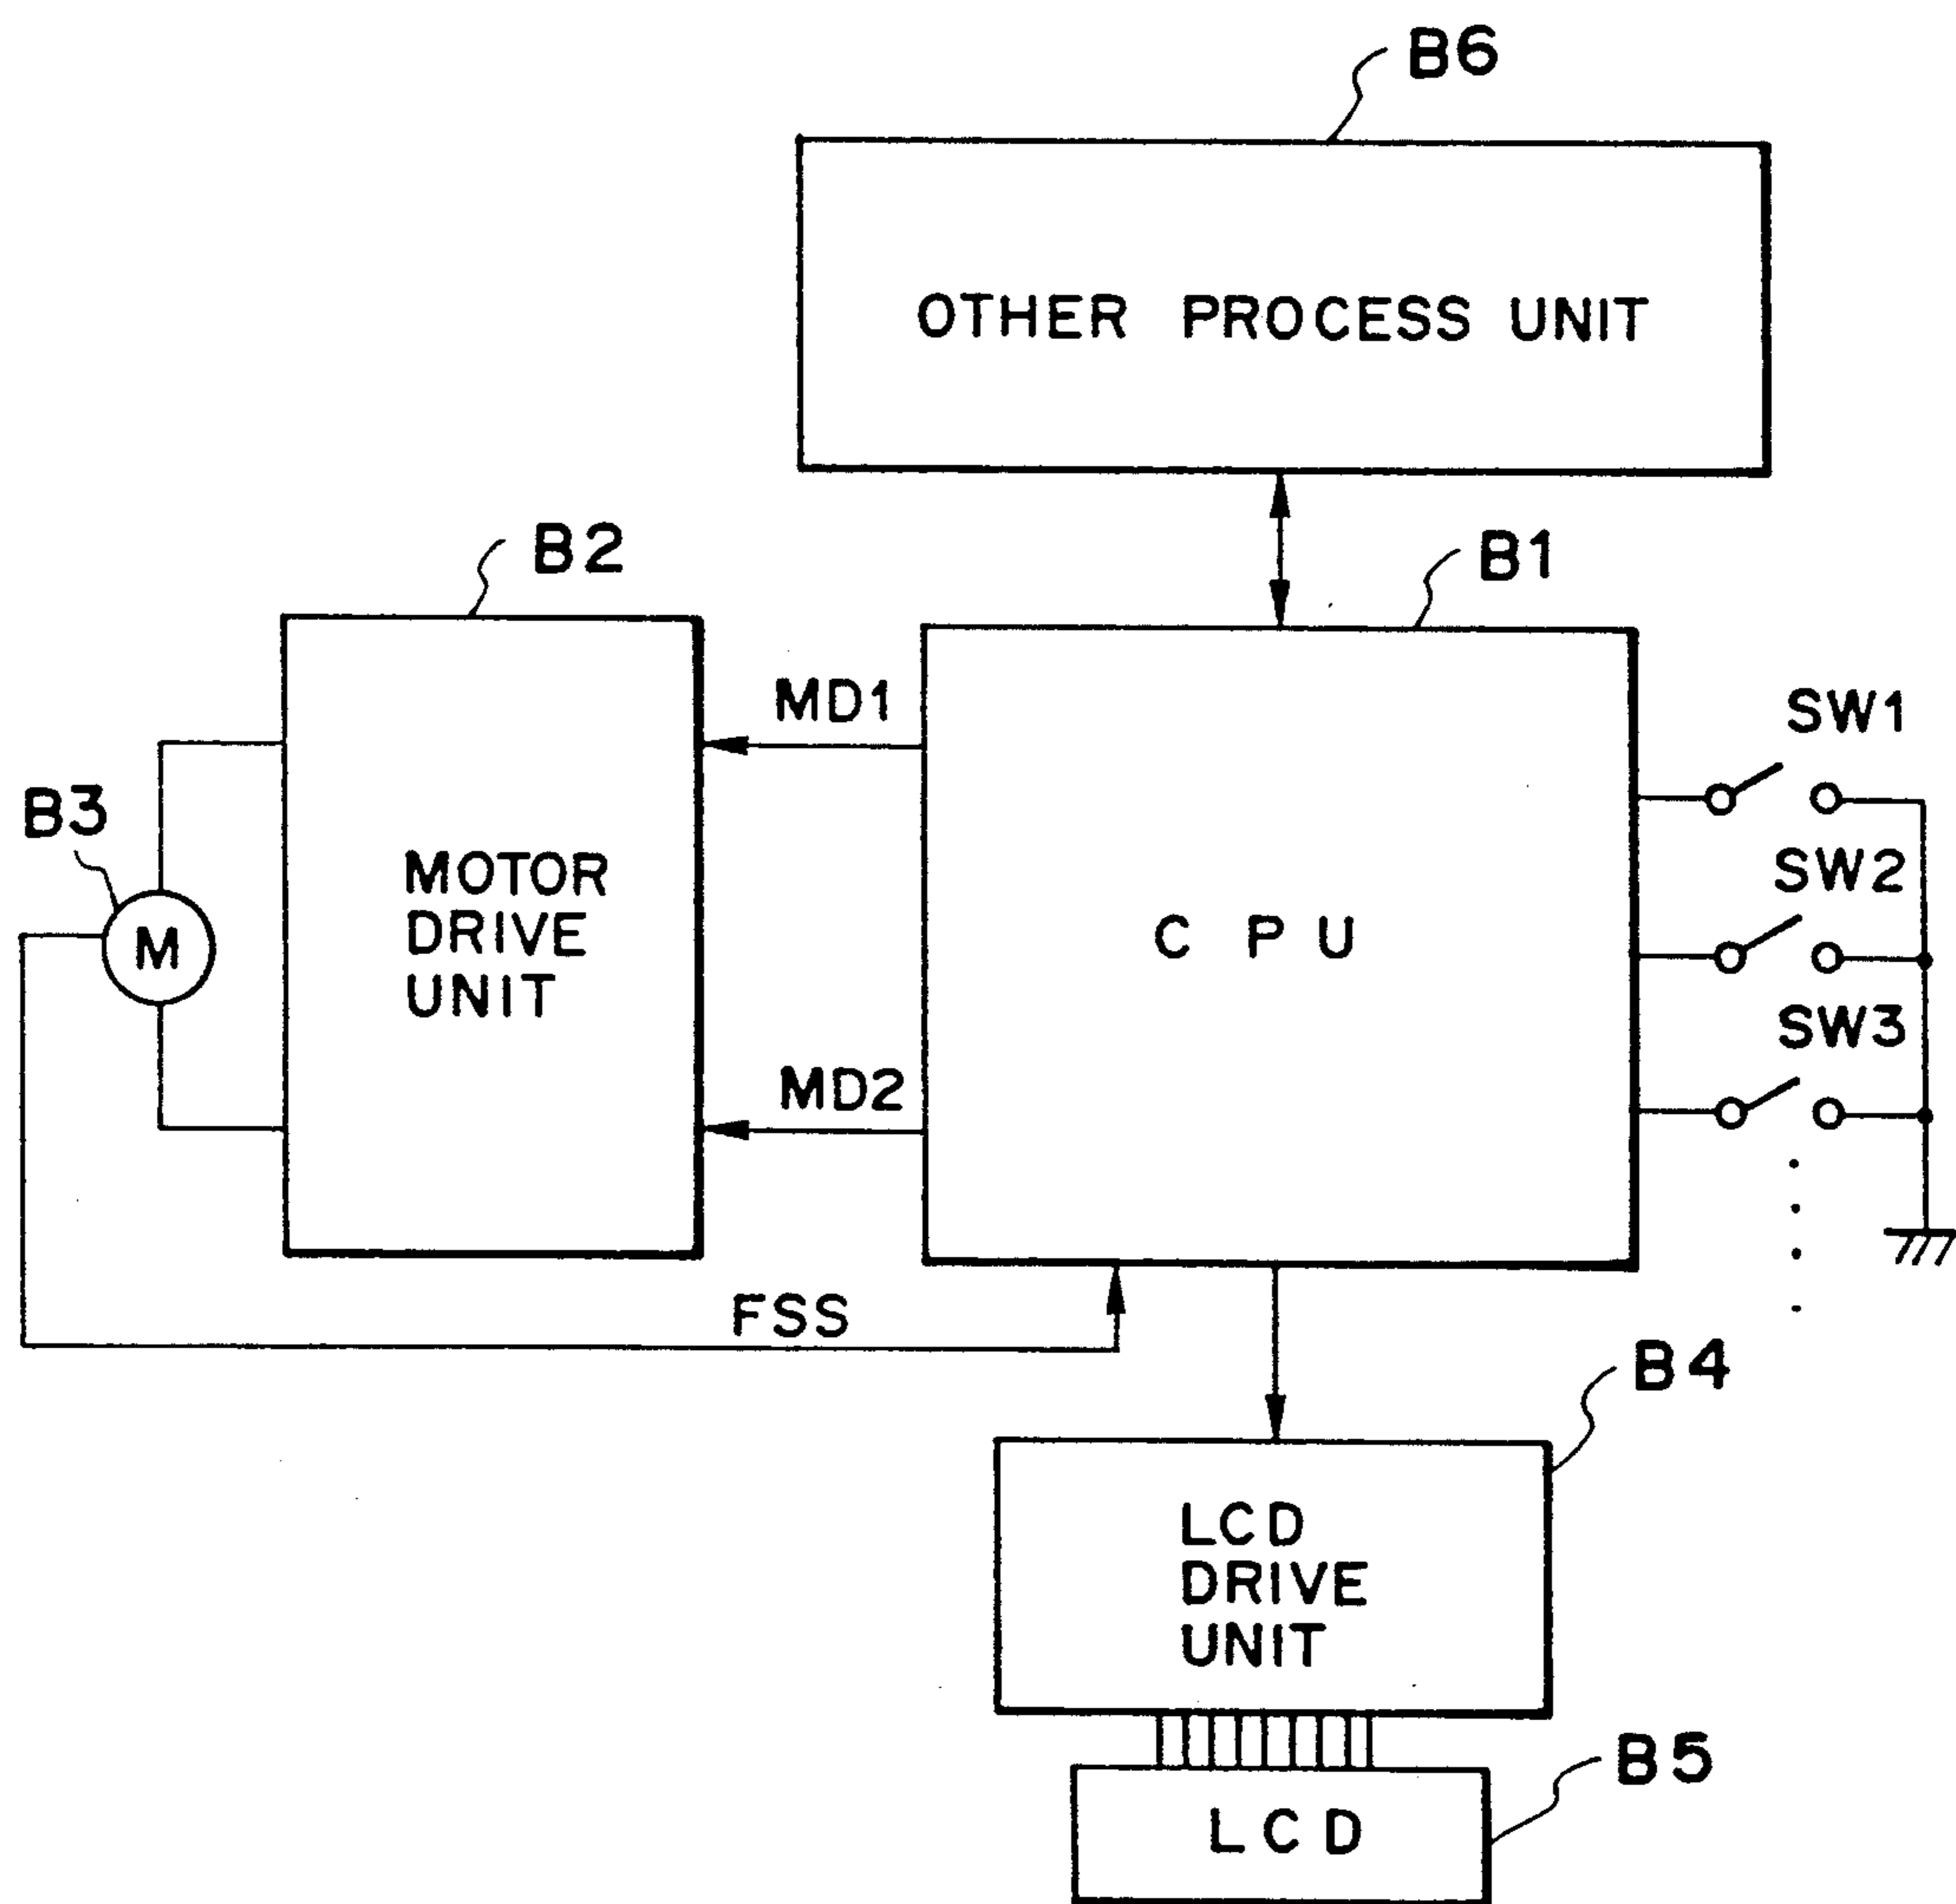 B6
OTHER PROCESS UNIT
B2
B1
MD1
SW1
B3
SW2
MOTOR
DRIVE
UNIT
M
C P U
SW3
MD2
FSS
B4
LCD
DRIVE
UNIT
B5
LCD